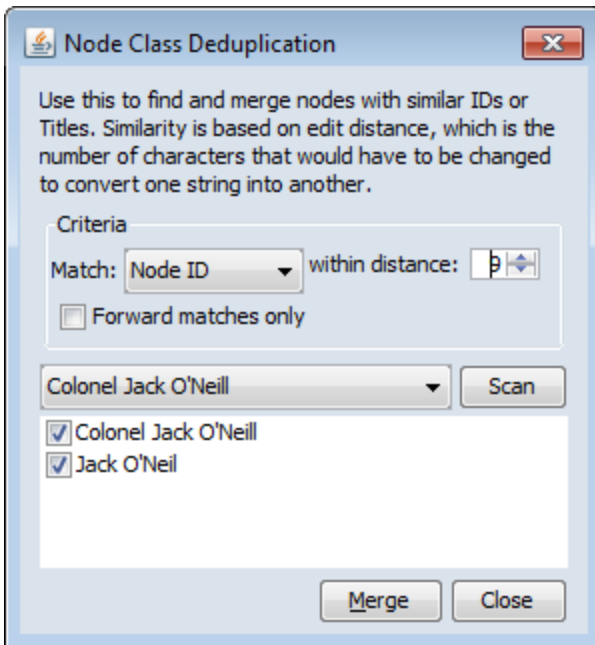 Node Class Deduplication
Use this to find and merge nodes with similar IDs or
Titles. Similarity is based on edit distance, which is the
number of characters that would have to be changed
to convert one string into another.
Criteria
Match: Node ID within distance: 9
Forward matches only
Colonel Jack O'Neill Scan
Colonel Jack O'Neill
Jack O'Neil
Merge Close